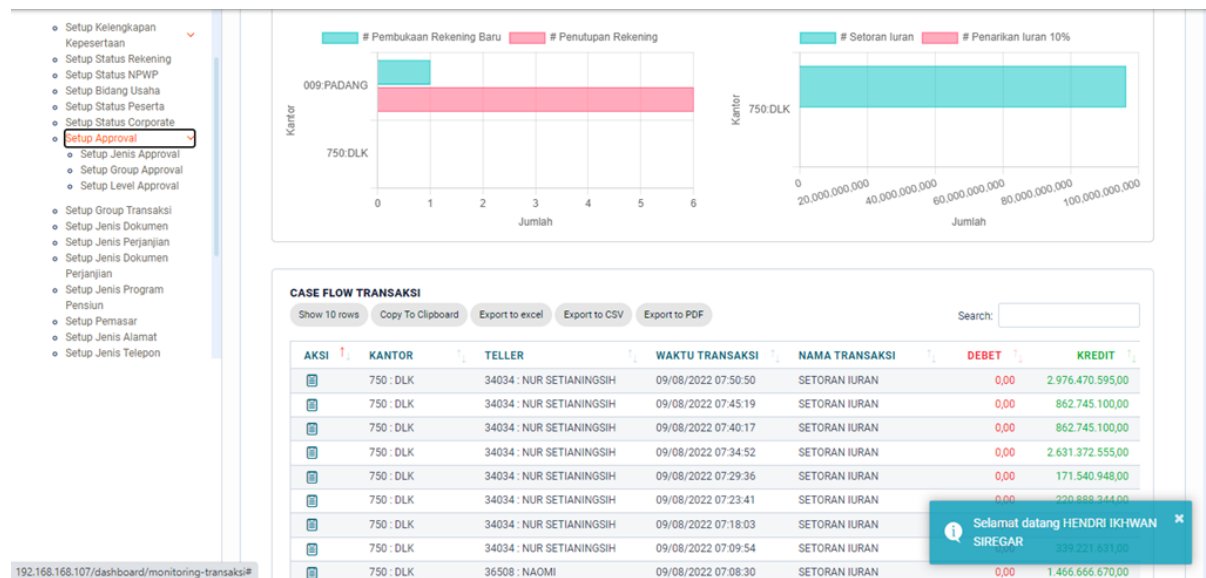 Setup Kelengkapan
Kepesertaan
Setup Status Rekening
Setup Status NPWP
Setup Bidang Usaha
Setup Status Peserta
Setup Status Corporate
Setup Approval
Setup Jenis Approval
Setup Group Approval
Setup Level Approval
Setup Group Transaksi
Setup Jenis Dokumen
Setup Jenis Perjanjian
Setup Jenis Dokumen
Perjanjian
Setup Jenis Program
Pensiun
Setup Pemasar
Setup Jenis Alamat
Setup Jenis Telepon
# Pembukaan Rekening Baru # Penutupan Rekening
Kantor
009:PADANG
750:DLK
0 1 2 3 4 5 6
Jumlah
# Setoran Iuran # Penarikan Iuran 10%
Kantor
750:DLK
0 20,000,000,000 40,000,000,000 60,000,000,000 80,000,000,000 100,000,000,000
Jumlah
CASE FLOW TRANSAKSI
Show 10 rows Copy To Clipboard Export to excel Export to CSV Export to PDF Search:
AKSI KANTOR TELLER WAKTU TRANSAKSI NAMA TRANSAKSI DEBET KREDIT
750 : DLK 34034 : NUR SETIANINGSIH 09/08/2022 07:50:50 SETORAN IURAN 0,00 2.976.470.595,00
750 : DLK 34034 : NUR SETIANINGSIH 09/08/2022 07:45:19 SETORAN IURAN 0,00 862.745.100,00
750 : DLK 34034 : NUR SETIANINGSIH 09/08/2022 07:40:17 SETORAN IURAN 0,00 862.745.100,00
750 : DLK 34034 : NUR SETIANINGSIH 09/08/2022 07:34:52 SETORAN IURAN 0,00 2.631.372.555,00
750 : DLK 34034 : NUR SETIANINGSIH 09/08/2022 07:29:36 SETORAN IURAN 0,00 171.540.948,00
750 : DLK 34034 : NUR SETIANINGSIH 09/08/2022 07:23:41 SETORAN IURAN 0,00 220.888.344,00
750 : DLK 34034 : NUR SETIANINGSIH 09/08/2022 07:18:03 SETORAN IURAN
750 : DLK 34034 : NUR SETIANINGSIH 09/08/2022 07:09:54 SETORAN IURAN 339.221.631,00
750 : DLK 36508 : NAOMI 09/08/2022 07:08:30 SETORAN IURAN 0,00 1.466.666.670,00
Selamat datang HENDRI IKHWAN
SIREGAR
192.168.168.107/dashboard/monitoring-transaksi#